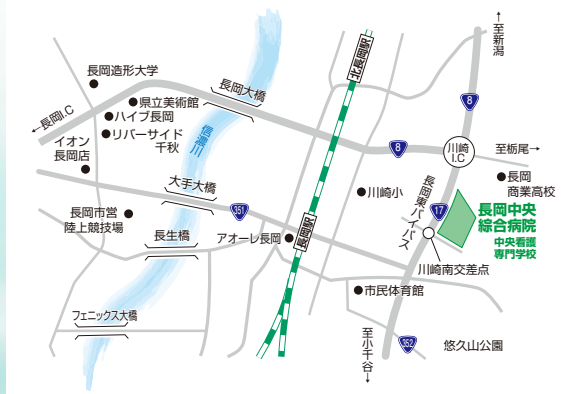 ↑至新潟
北長岡駅
長岡造形大学
長岡大橋
8
県立美術館
←長岡I.C
ハイブ長岡
リバーサイド
千秋
信濃川
8
川崎
I.C
至栃尾→
イオン
長岡店
長岡
商業高校
大手大橋
川崎小
長岡東バイパス
351
17
長岡中央
綜合病院
中央看護
専門学校
長岡市営
陸上競技場
長生橋
アオーレ長岡
長岡駅
川崎南交差点
市民体育館
フェニックス大橋
至小千谷↓
352
悠久山公園